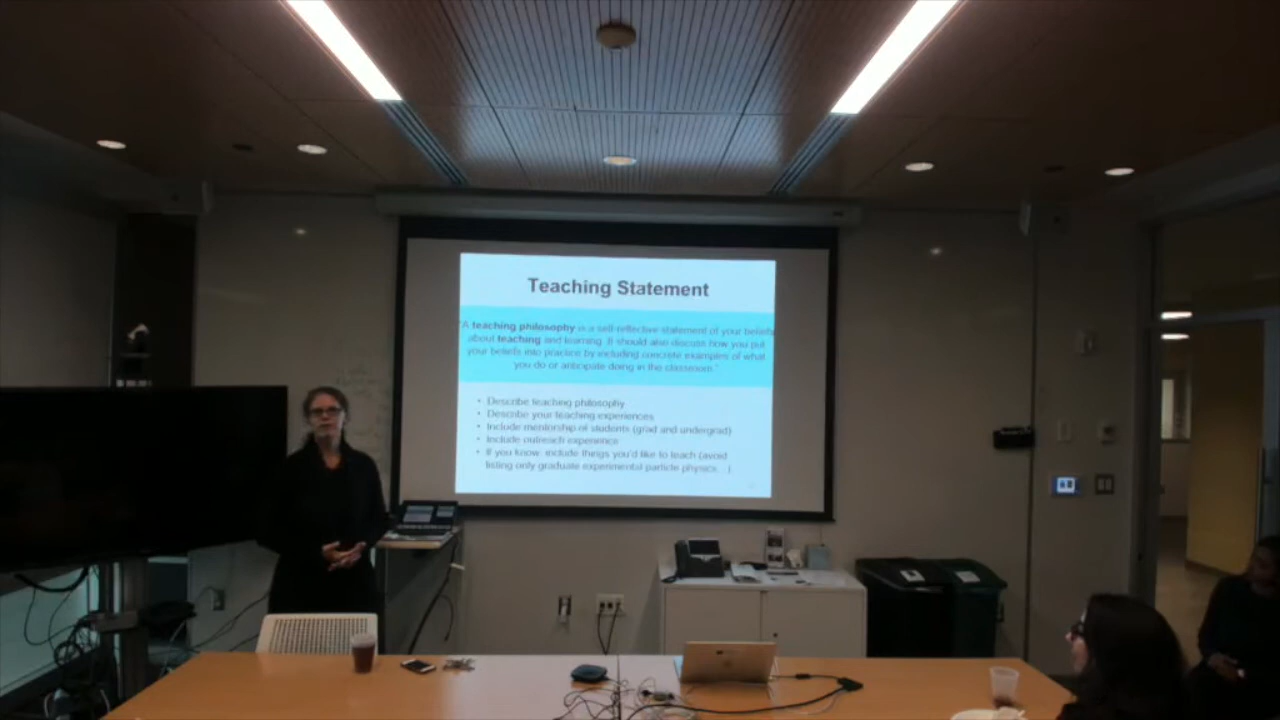 Teaching Statement
"A teaching philosophy is a self-reflective statement of your beliefs
about teaching and learning. It should also discuss how you put
your beliefs into practice by including concrete examples of what
you do or anticipate doing in the classroom."
• Describe teaching philosophy
• Describe your teaching experiences
• Include mentorship of students (grad and undergrad)
• Include outreach experience
• If you know: include things you'd like to teach (avoid
listing only graduate experimental particle physics...)